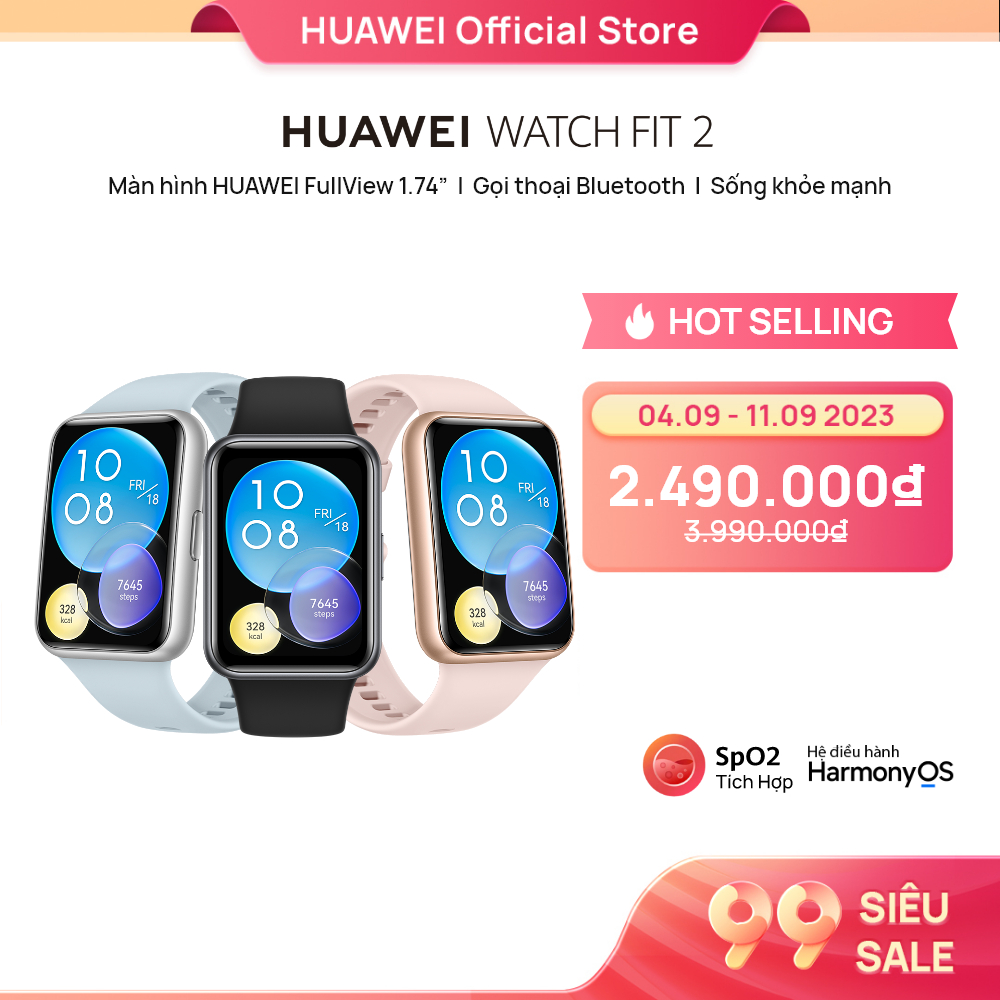 HUAWEI Official Store
HUAWEI WATCH FIT 2
Màn hình HUAWEI FullView 1.74” | Gọi thoại Bluetooth | Sống khỏe mạnh
HOT SELLING
04.09 - 11.09 2023
2.490.000₫
3.990.000₫
10
08
FRI/18
7645
steps
328
kcal
10
08
FRI/18
7645
steps
328
kcal
10
08
FRI/18
7645
steps
328
kcal
SpO2
Tích Hợp
Hệ điều hành
HarmonyOS
99 SIÊU
SALE